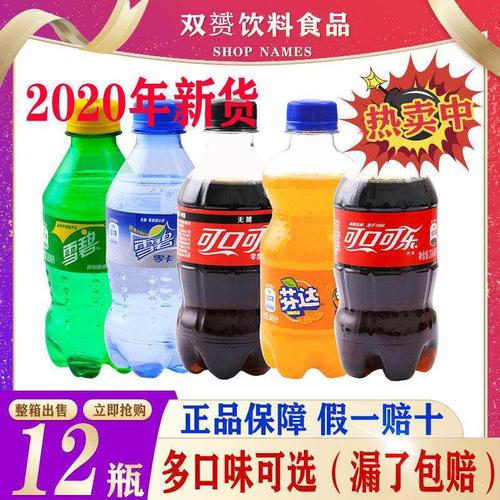 双赟饮料食品
SHOP NAMES
2020年新货
热卖中
雪碧
雪碧
零卡
无糖
可口可乐
芬达
可口可乐
整箱出售
立即抢购
12瓶
正品保障 假一赔十
多口味可选（漏了包赔）